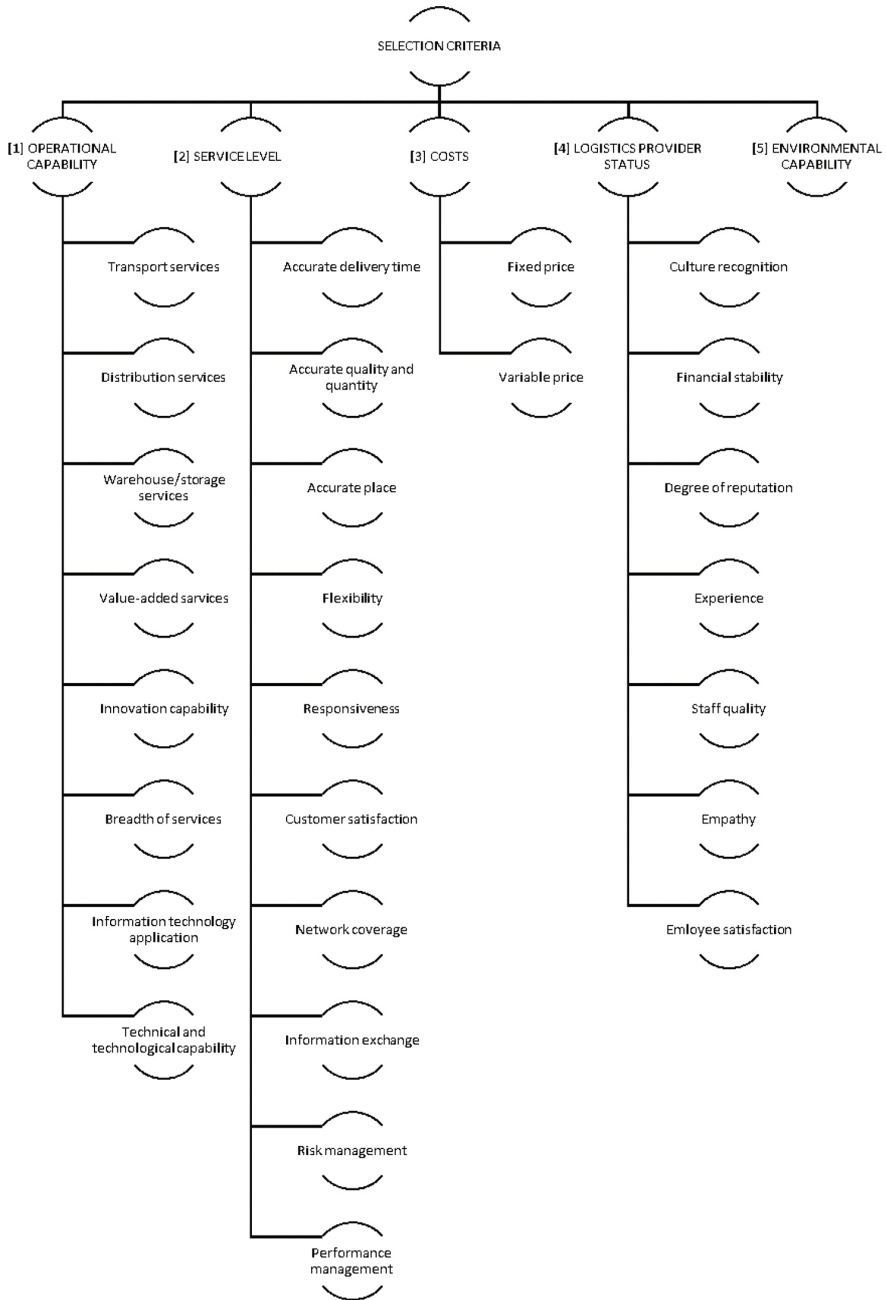 SELECTION CRITERIA
[1] OPERATIONAL
CAPABILITY
[2] SERVICE LEVEL
[3] COSTS
[4] LOGISTICS PROVIDER
STATUS
[5] ENVIRONMENTAL
CAPABILITY
Transport services
Distribution services
Warehouse/storage
services
Value-added sarvices
Innovation capability
Breadth of services
Information technology
application
Technical and
technological capability
Accurate delivery time
Accurate quality and
quantity
Accurate place
Flexibility
Responsiveness
Customer satisfaction
Network coverage
Information exchange
Risk management
Performance
management
Fixed price
Variable price
Culture recognition
Financial stability
Degree of reputation
Experience
Staff quality
Empathy
Emloyee satisfaction